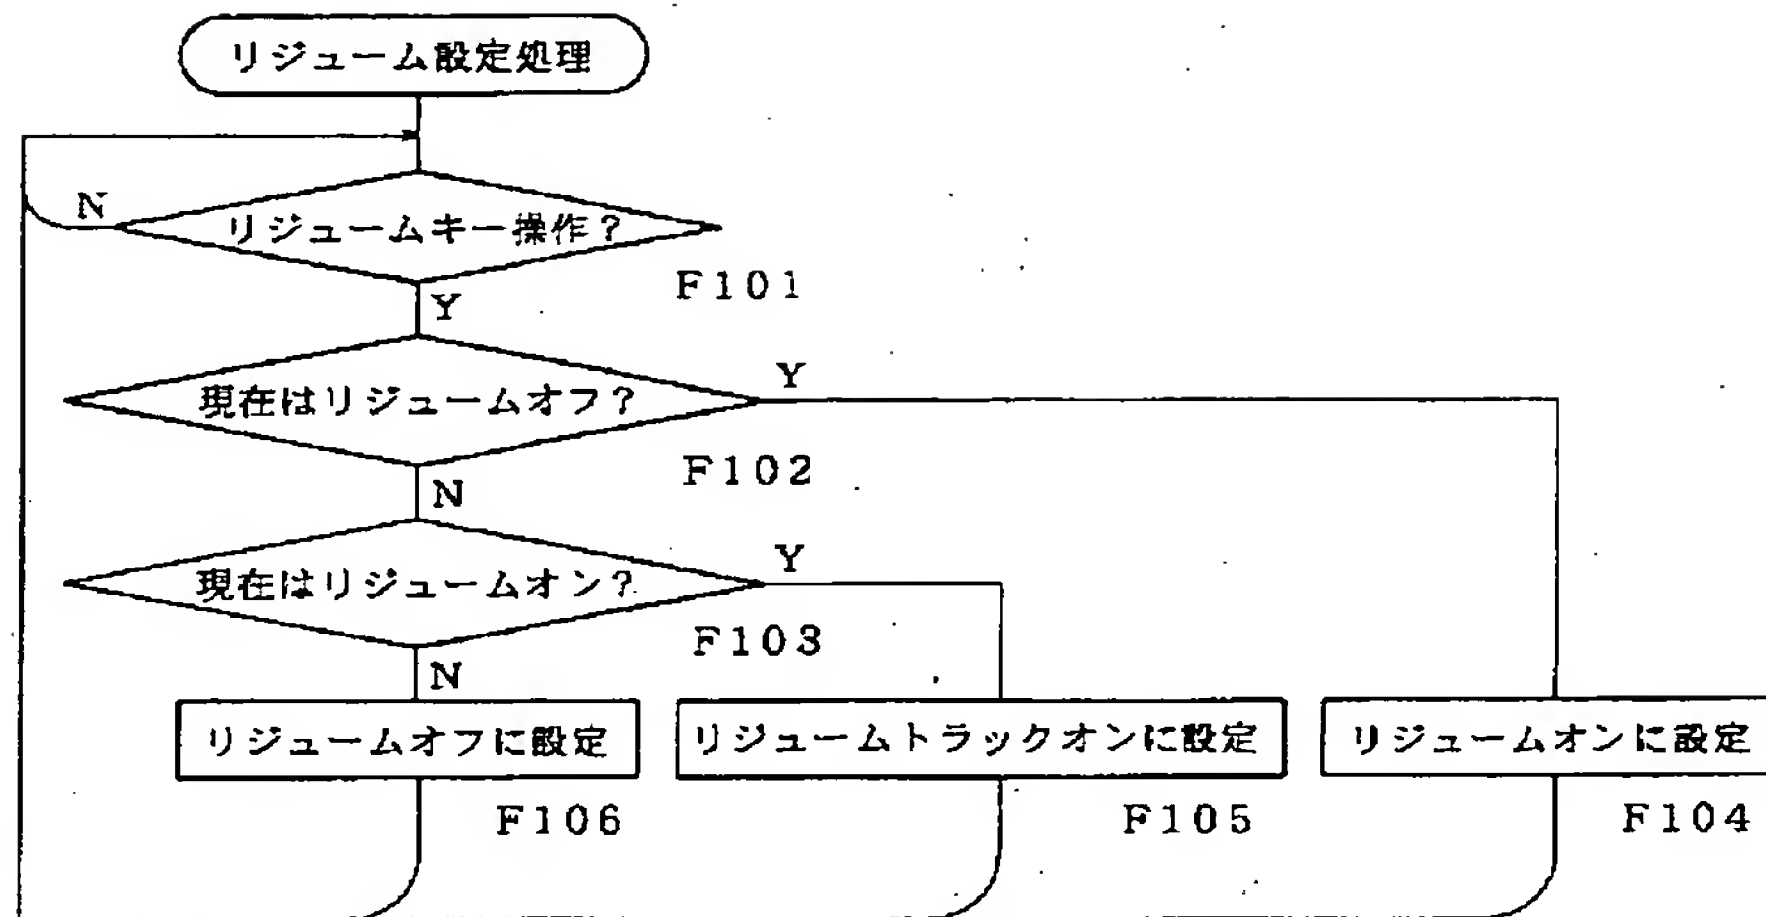 リジューム設定処理
N
リジュームキー操作？
F101
Y
Y
現在はリジュームオフ？
F102
N
Y
現在はリジュームオン？
F103
N
リジュームオフに設定
リジュームトラックオンに設定
リジュームオンに設定
F106
F105
F104